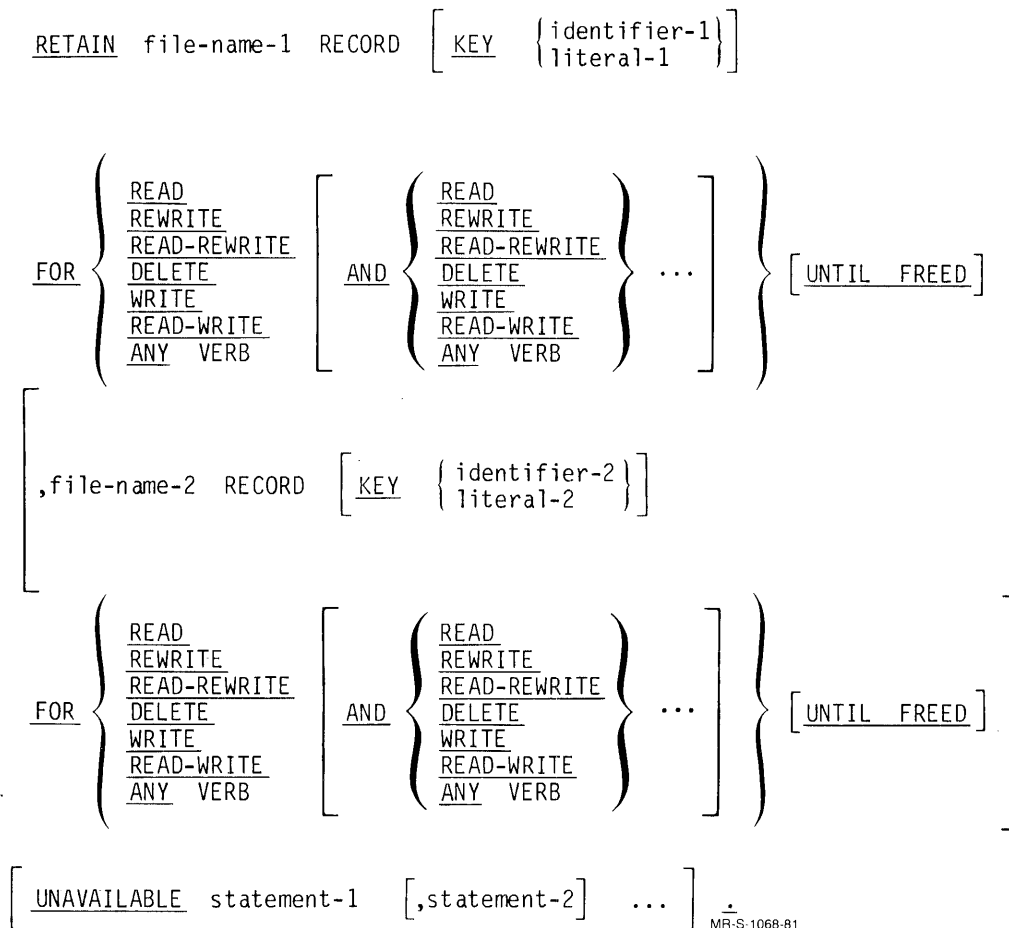 RETAIN file-name-1 RECORD [ KEY { identifier-1
literal-1 } ]
FOR { READ
REWRITE
READ-REWRITE
DELETE
WRITE
READ-WRITE
ANY VERB
[ AND { READ
REWRITE
READ-REWRITE
DELETE
WRITE
READ-WRITE
ANY VERB } ... ] } [ UNTIL FREED ]
[ ,file-name-2 RECORD [ KEY { identifier-2
literal-2 } ]
FOR { READ
REWRITE
READ-REWRITE
DELETE
WRITE
READ-WRITE
ANY VERB
[ AND { READ
REWRITE
READ-REWRITE
DELETE
WRITE
READ-WRITE
ANY VERB } ... ] } [ UNTIL FREED ] ]
[ UNAVAILABLE statement-1 [ ,statement-2 ] ... ] .
MR-S-1068-81